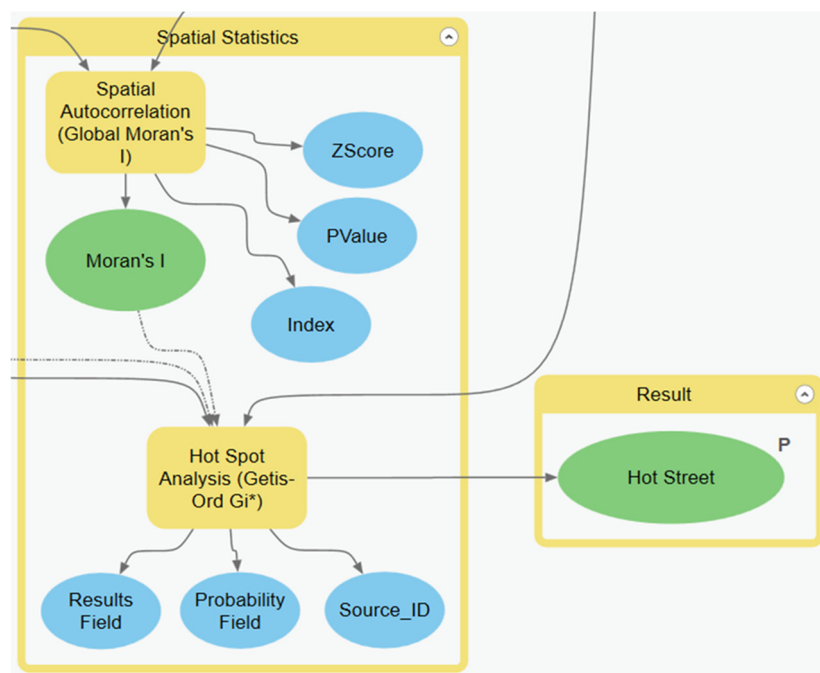 Spatial Statistics
Spatial
Autocorrelation
(Global Moran's
I)
ZScore
PValue
Moran's I
Index
Result
P
Hot Street
Hot Spot
Analysis (Getis-
Ord Gi*)
Results
Field
Probability
Field
Source_ID